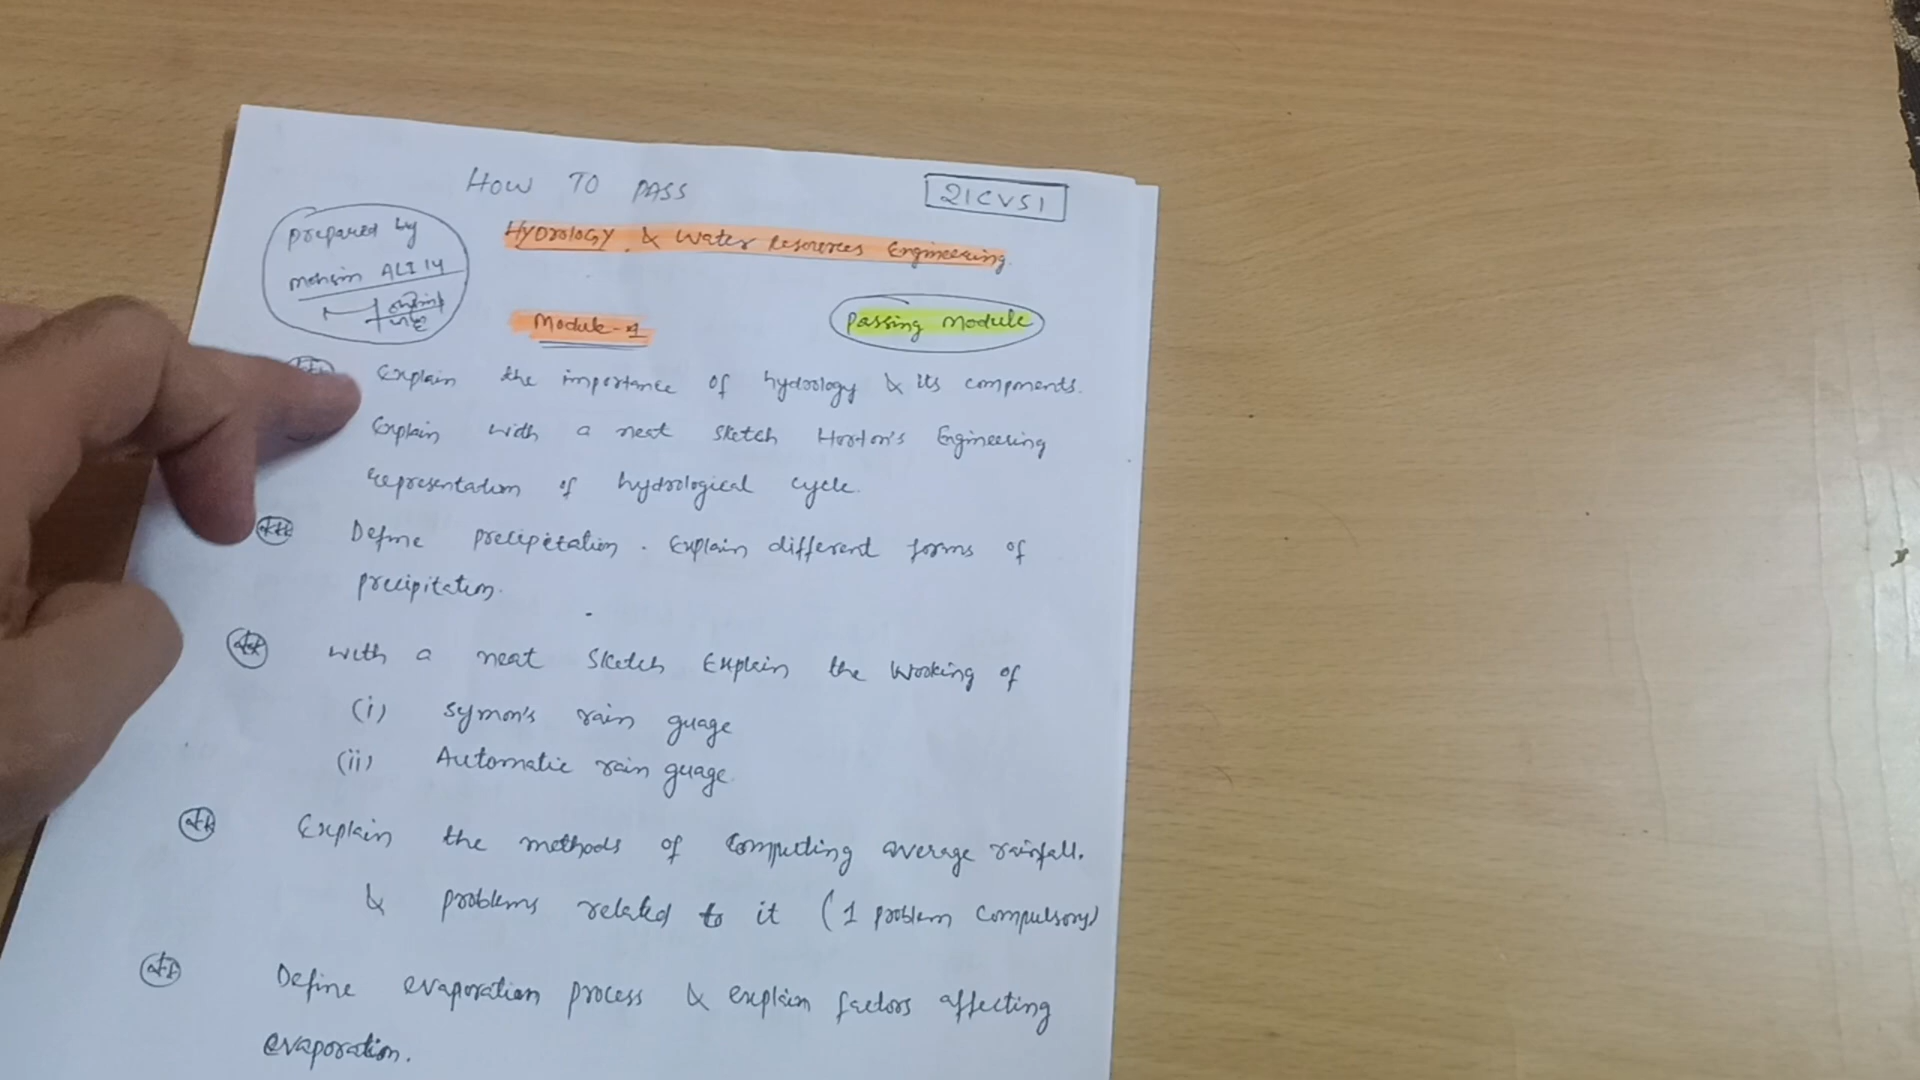 HOW TO PASS
21CV51
prepared by
mohsin ALI 14
Hydrology & Water Resources Engineering.
Module-1
Passing Module
Explain the importance of hydrology & its components.
Explain with a neat sketch Horton's Engineering
representation of hydrological cycle.
Define precipitation. Explain different forms of
precipitation.
with a neat sketch Explain the working of
(i) Symon's rain guage
(ii) Automatic rain guage.
Explain the methods of computing average rainfall.
& problems related to it (1 problem compulsory)
Define evaporation process & explain factors affecting
evaporation.